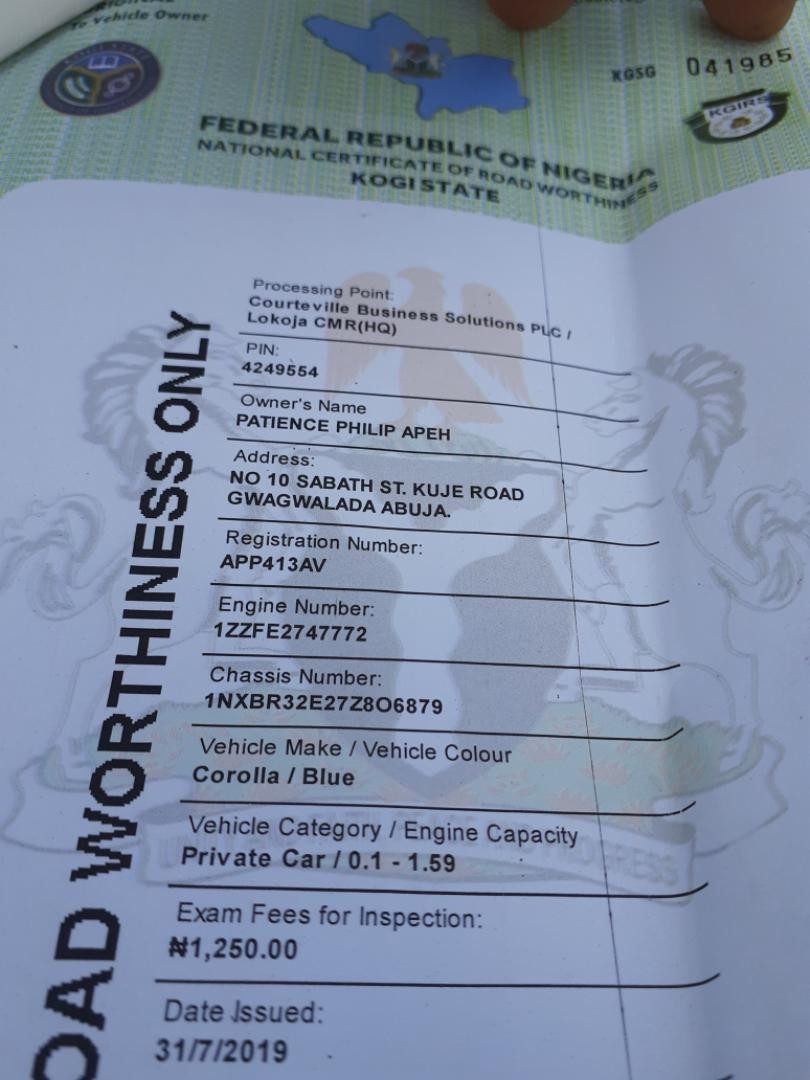 To Vehicle Owner
KGSG 041985
KGIRS
FEDERAL REPUBLIC OF NIGERIA
NATIONAL CERTIFICATE OF ROAD WORTHINESS
KOGI STATE
Processing Point:
Courteville Business Solutions PLC /
Lokoja CMR(HQ)
PIN:
4249554
Owner's Name
PATIENCE PHILIP APEH
Address:
NO 10 SABATH ST. KUJE ROAD
GWAGWALADA ABUJA.
Registration Number:
APP413AV
Engine Number:
1ZZFE2747772
Chassis Number:
1NXBR32E27Z8O6879
Vehicle Make / Vehicle Colour
Corolla / Blue
Vehicle Category / Engine Capacity
Private Car / 0.1 - 1.59
Exam Fees for Inspection:
₦1,250.00
Date Issued:
31/7/2019
OAD WORTHINESS ONLY